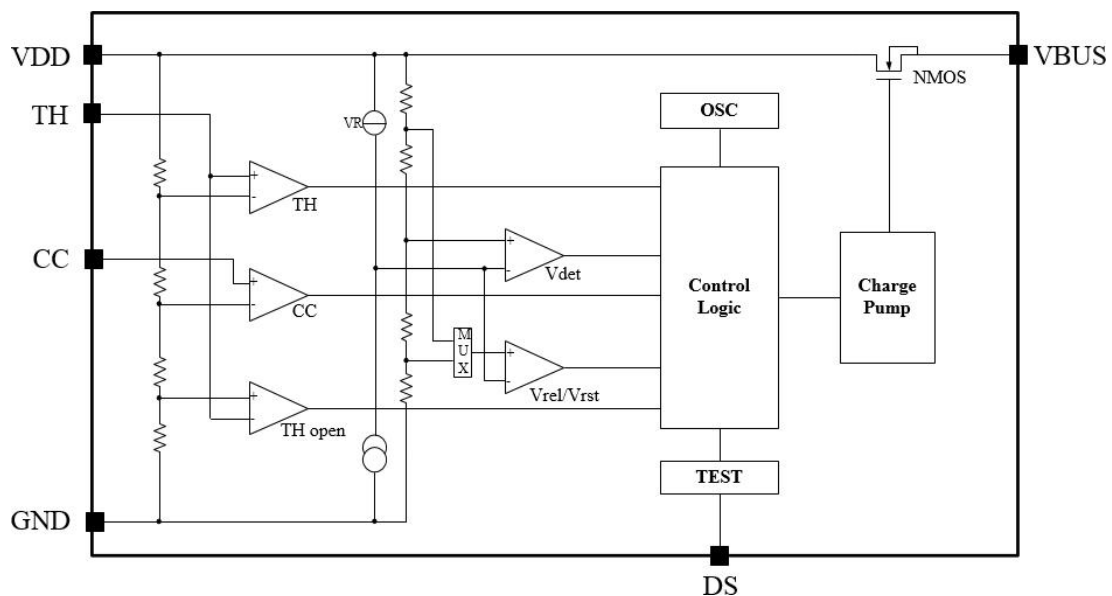 VDD
VBUS
NMOS
TH
OSC
VR
+
-
TH
CC
+
-
Vdet
+
-
CC
Control
Logic
Charge
Pump
M
U
X
+
-
Vrel/Vrst
+
-
TH open
TEST
GND
DS